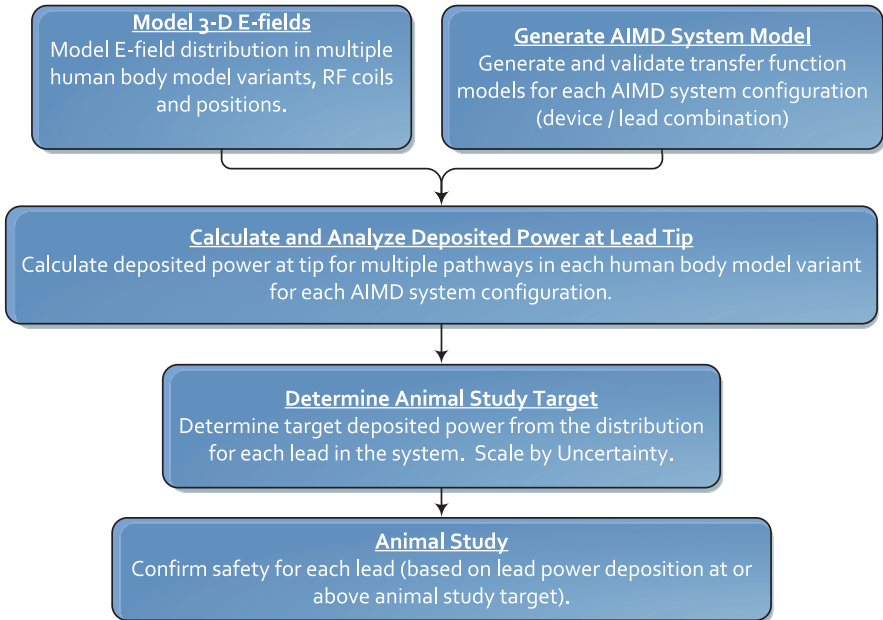 Model 3-D E-fields
Model E-field distribution in multiple
human body model variants, RF coils
and positions.
Generate AIMD System Model
Generate and validate transfer function
models for each AIMD system configuration
(device / lead combination)
Calculate and Analyze Deposited Power at Lead Tip
Calculate deposited power at tip for multiple pathways in each human body model variant
for each AIMD system configuration.
Determine Animal Study Target
Determine target deposited power from the distribution
for each lead in the system.  Scale by Uncertainty.
Animal Study
Confirm safety for each lead (based on lead power deposition at or
above animal study target).